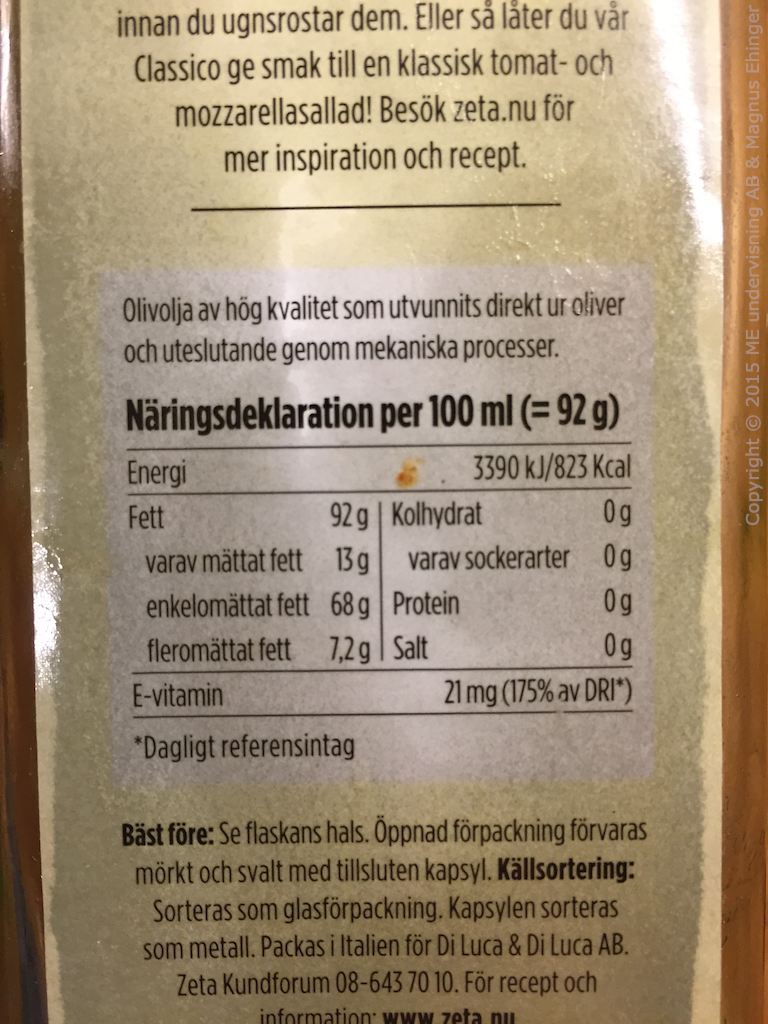 innan du ugnsrostar dem. Eller så låter du vår
Classico ge smak till en klassisk tomat- och
mozzarellasallad! Besök zeta.nu för
mer inspiration och recept.
Olivolja av hög kvalitet som utvunnits direkt ur oliver
och uteslutande genom mekaniska processer.
Näringsdeklaration per 100 ml (= 92 g)
Energi 3390 kJ/823 Kcal
Fett 92 g Kolhydrat 0 g
varav mättat fett 13 g varav sockerarter 0 g
enkelomättat fett 68 g Protein 0 g
fleromättat fett 7,2 g Salt 0 g
E-vitamin 21 mg (175% av DRI*)
*Dagligt referensintag
Bäst före: Se flaskans hals. Öppnad förpackning förvaras
mörkt och svalt med tillsluten kapsyl. Källsortering:
Sorteras som glasförpackning. Kapsylen sorteras
som metall. Packas i Italien för Di Luca & Di Luca AB.
Zeta Kundforum 08-643 70 10. För recept och
information: www.zeta.nu
Copyright © 2015 ME undervisning AB & Magnus Ehinger